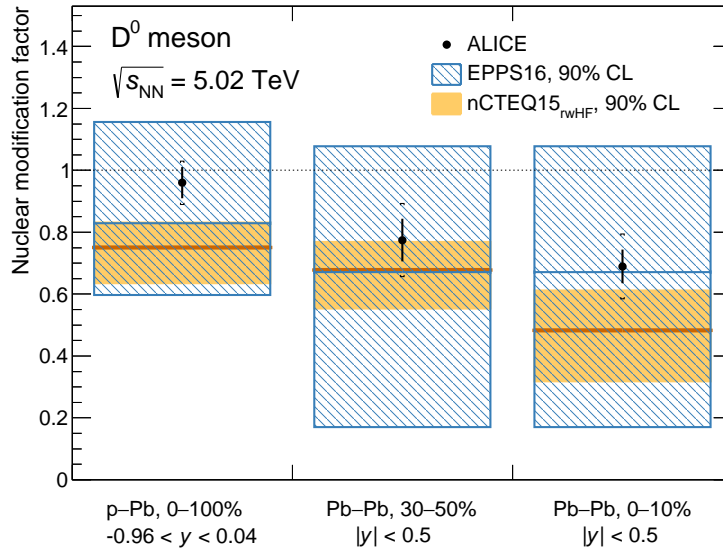 Nuclear modification factor
D⁰ meson
√sNN = 5.02 TeV
ALICE
EPPS16, 90% CL
nCTEQ15rwHF, 90% CL
1.4
1.2
1
0.8
0.6
0.4
0.2
0
p–Pb, 0–100%
-0.96 < y < 0.04
Pb–Pb, 30–50%
|y| < 0.5
Pb–Pb, 0–10%
|y| < 0.5